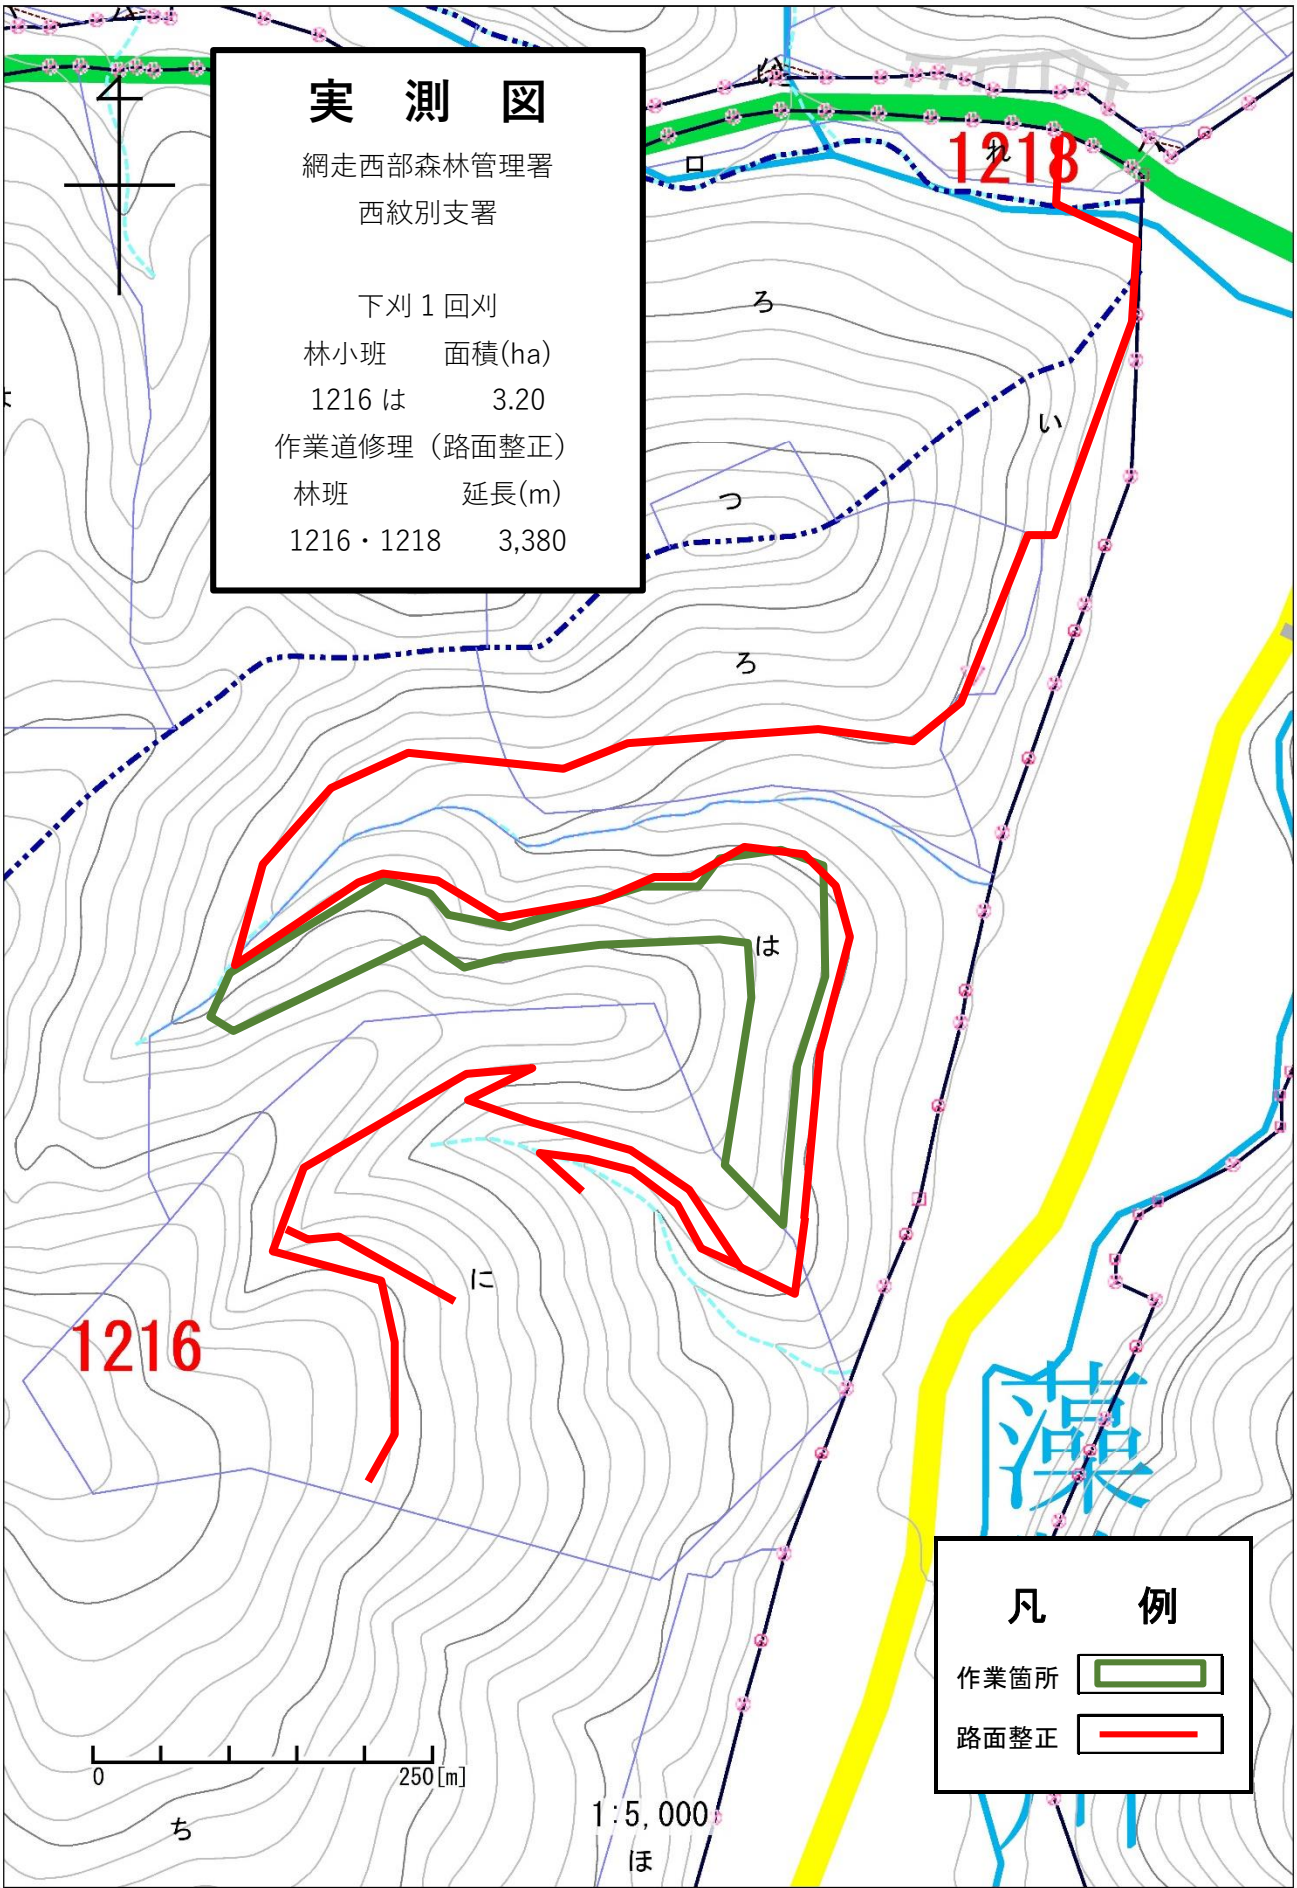 実 測 図
網走西部森林管理署
西紋別支署
下刈1回刈
林小班 面積(ha)
1216 は 3.20
作業道修理（路面整正）
林班 延長(m)
1216・1218 3,380
ロ
れ
1218
ろ
い
つ
ろ
は
に
1216
藻
凡 例
作業箇所
路面整正
0 250[m]
1:5,000
ち
ほ